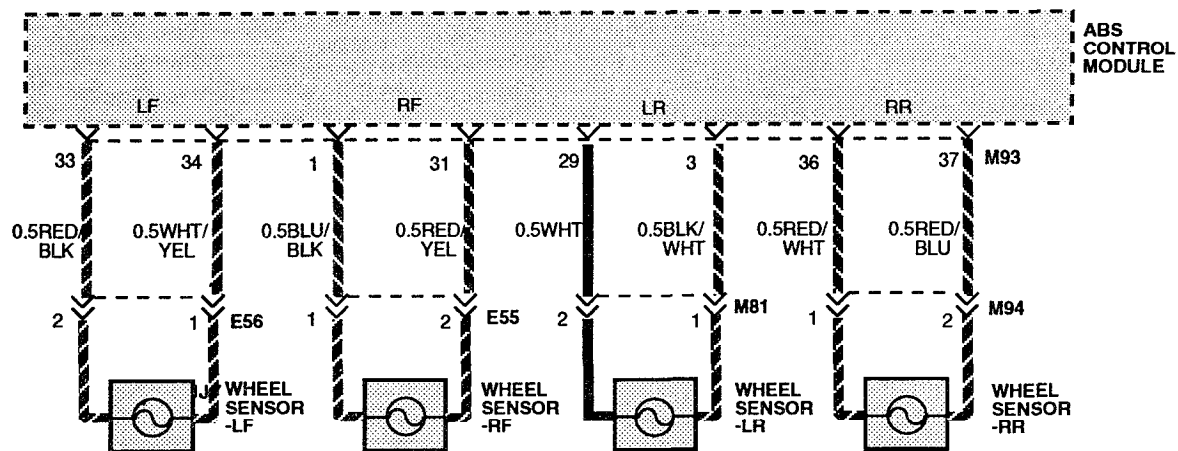 ABS
CONTROL
MODULE
LF RF LR RR
33 34 1 31 29 3 36 37 M93
0.5RED/ 0.5WHT/ 0.5BLU/ 0.5RED/ 0.5WHT 0.5BLK/ 0.5RED/ 0.5RED/
BLK YEL BLK YEL WHT WHT BLU
2 1 E56 1 2 E55 2 1 M81 1 2 M94
WHEEL WHEEL WHEEL WHEEL
SENSOR SENSOR SENSOR SENSOR
-LF -RF -LR -RR